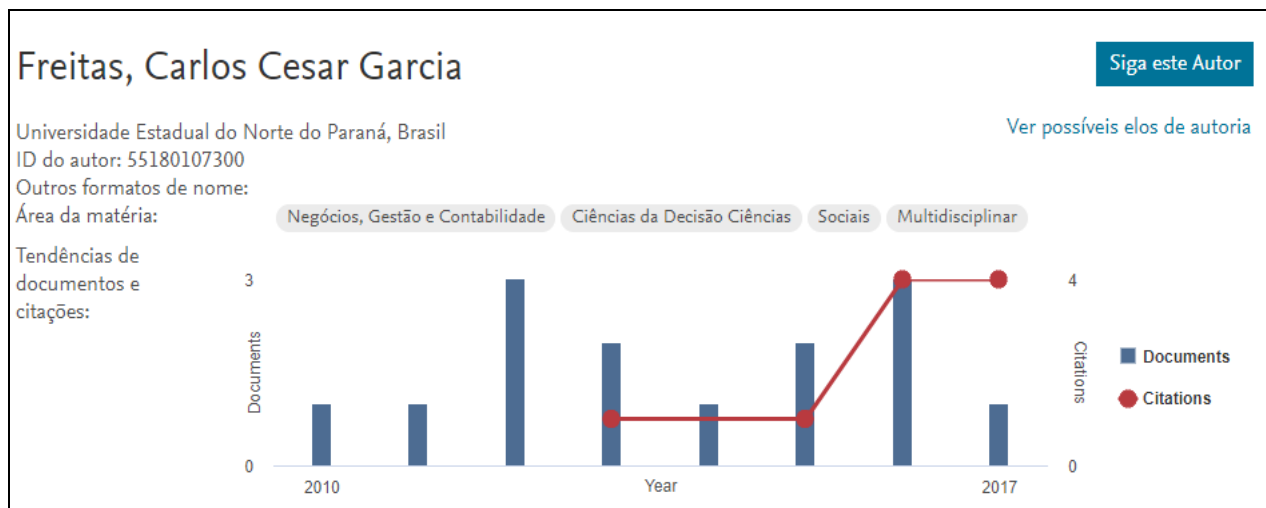 Freitas, Carlos Cesar Garcia
Siga este Autor
Ver possíveis elos de autoria
Universidade Estadual do Norte do Paraná, Brasil
ID do autor: 55180107300
Outros formatos de nome:
Área da matéria:
Negócios, Gestão e Contabilidade
Ciências da Decisão Ciências
Sociais
Multidisciplinar
Tendências de
documentos e
citações:
3
0
Documents
4
0
Citations
2010
Year
2017
Documents
Citations